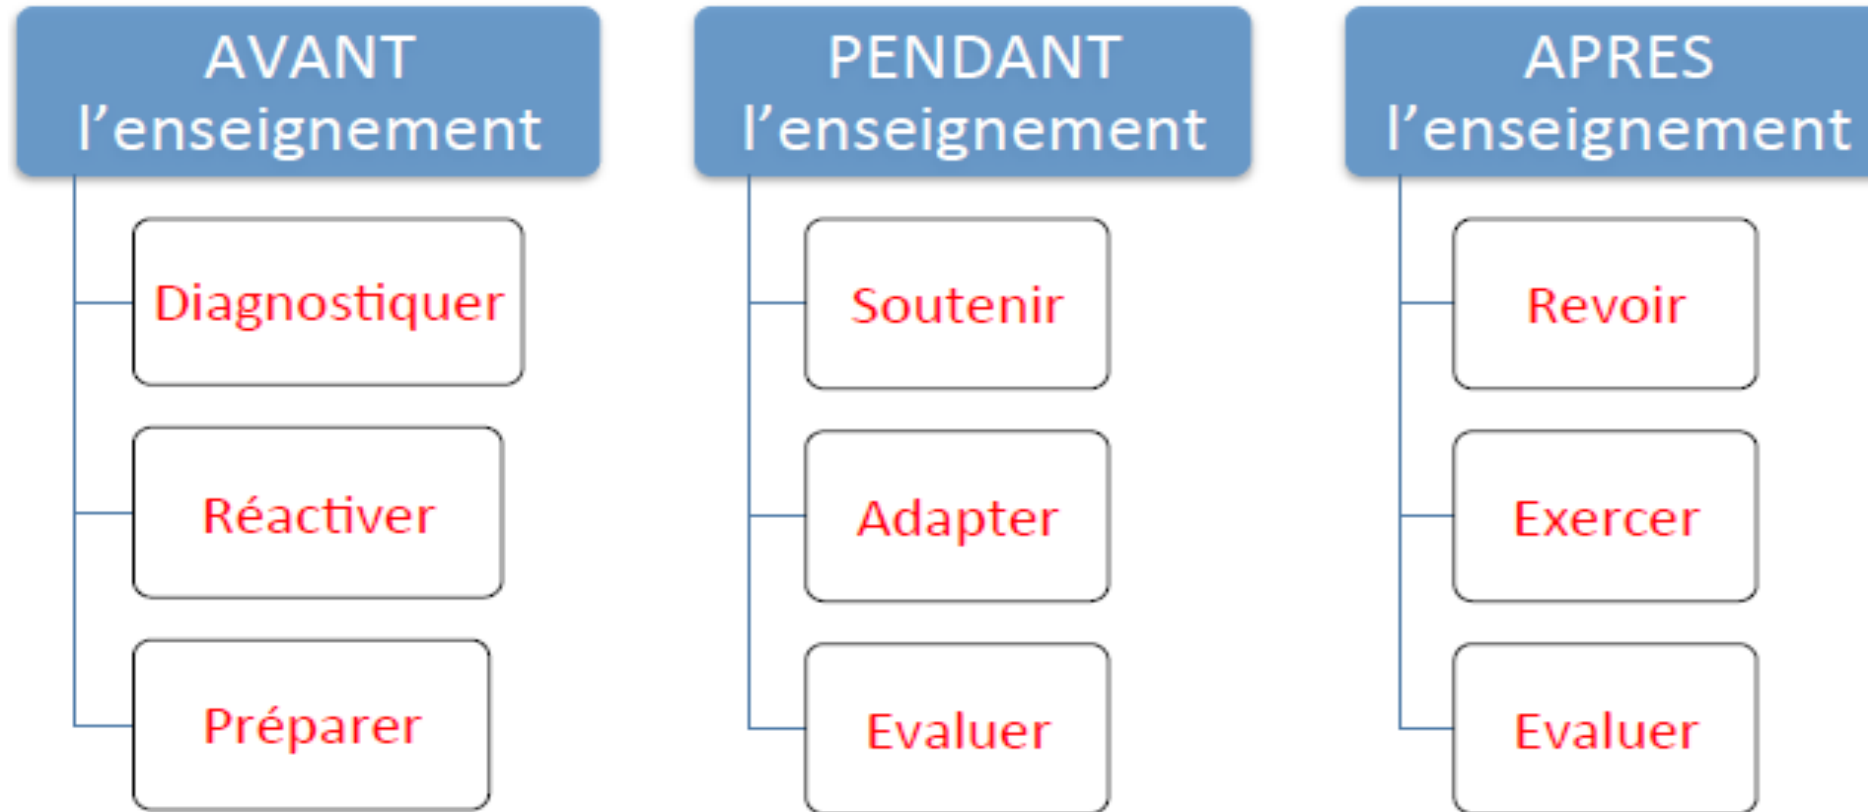 AVANT
l’enseignement
Diagnostiquer
Réactiver
Préparer
PENDANT
l’enseignement
Soutenir
Adapter
Evaluer
APRES
l’enseignement
Revoir
Exercer
Evaluer